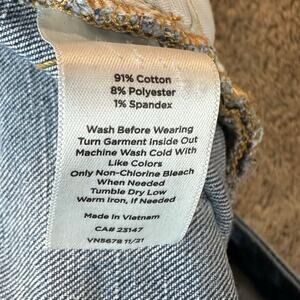 91% Cotton
8% Polyester
1% Spandex
Wash Before Wearing
Turn Garment Inside Out
Machine Wash Cold With
Like Colors
Only Non-Chlorine Bleach
When Needed
Tumble Dry Low
Warm Iron, If Needed
Made in Vietnam
CA# 23147
VN5678 11/21